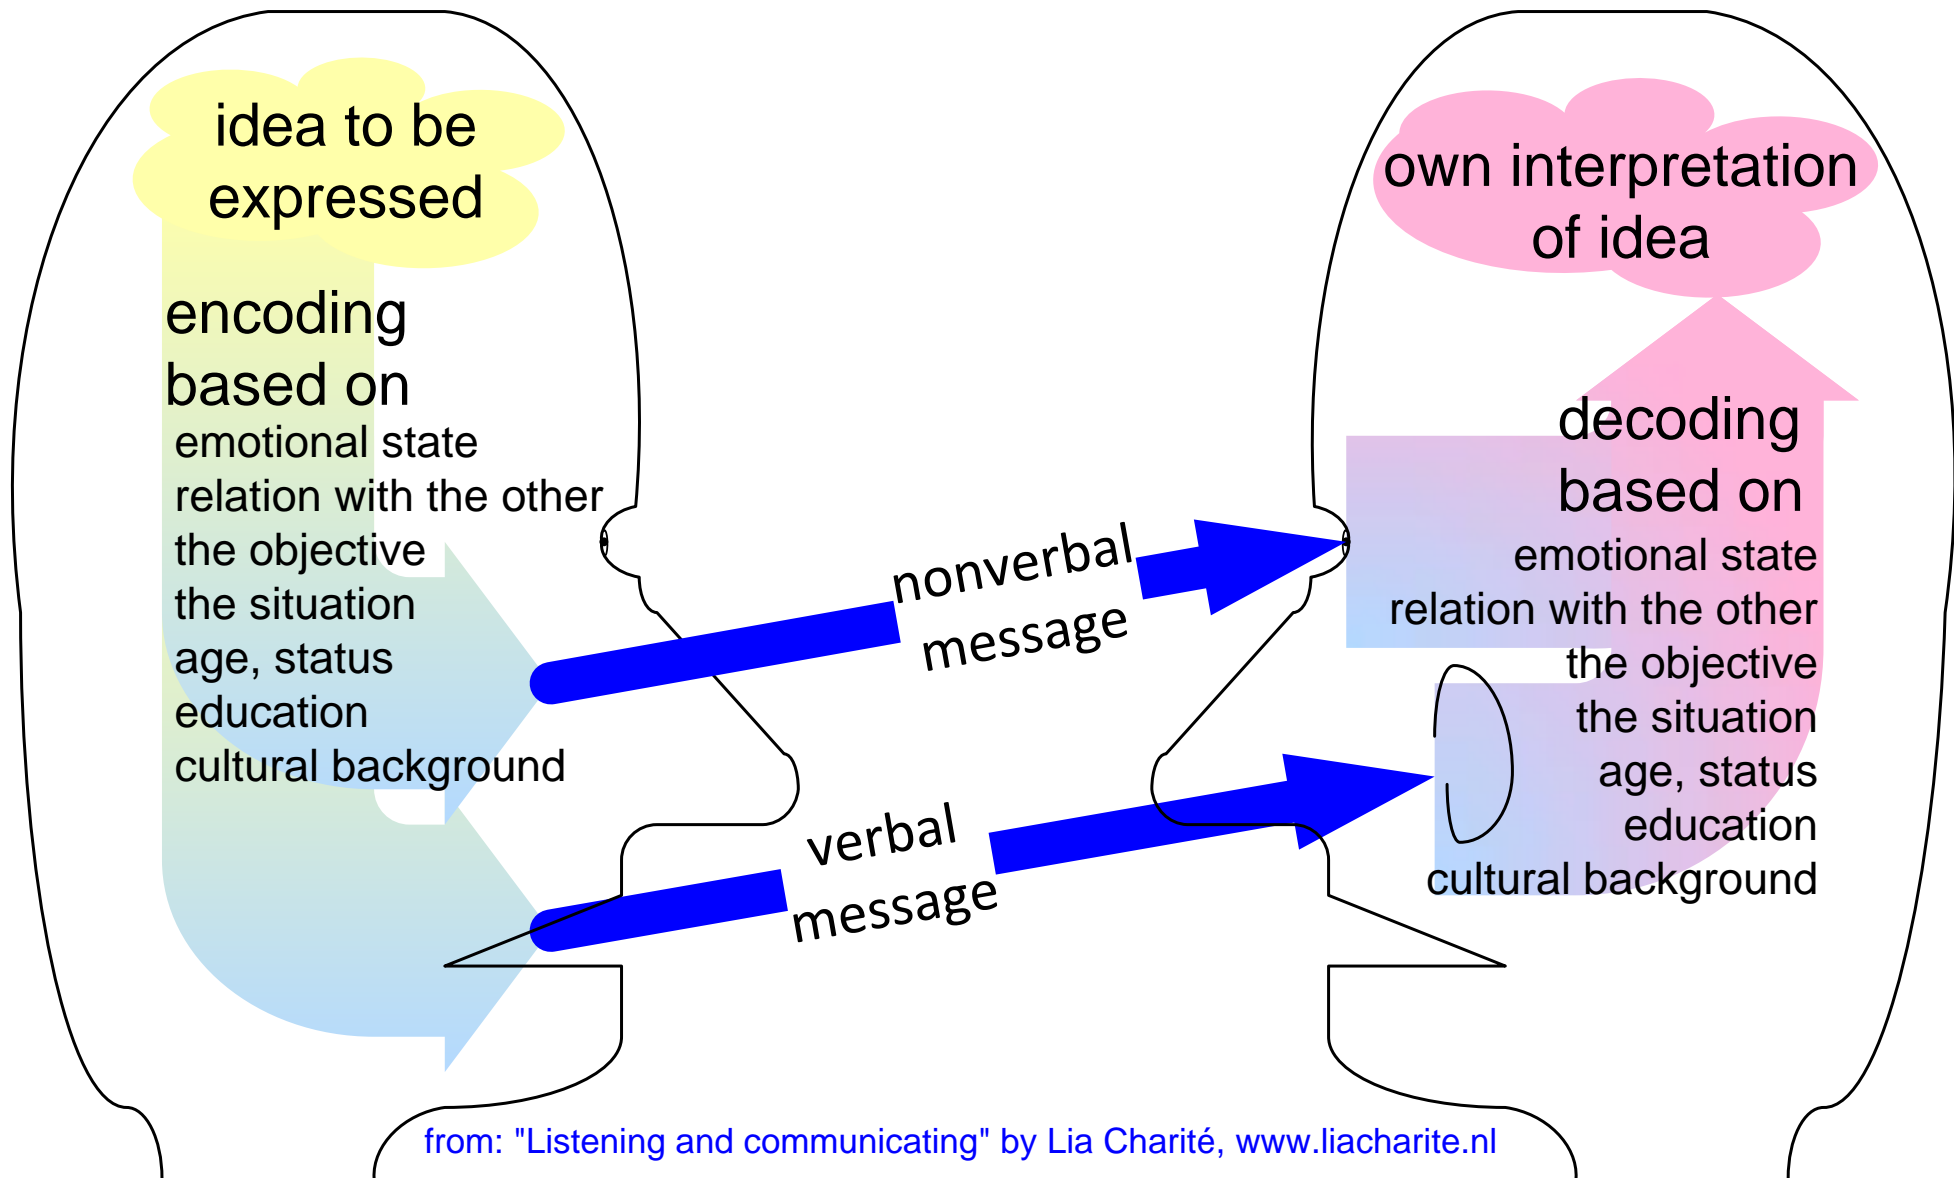 idea to be
expressed
encoding
based on
emotional state
relation with the other
the objective
the situation
age, status
education
cultural background
nonverbal
message
verbal
message
own interpretation
of idea
decoding
based on
emotional state
relation with the other
the objective
the situation
age, status
education
cultural background
from: "Listening and communicating" by Lia Charité, www.liacharite.nl